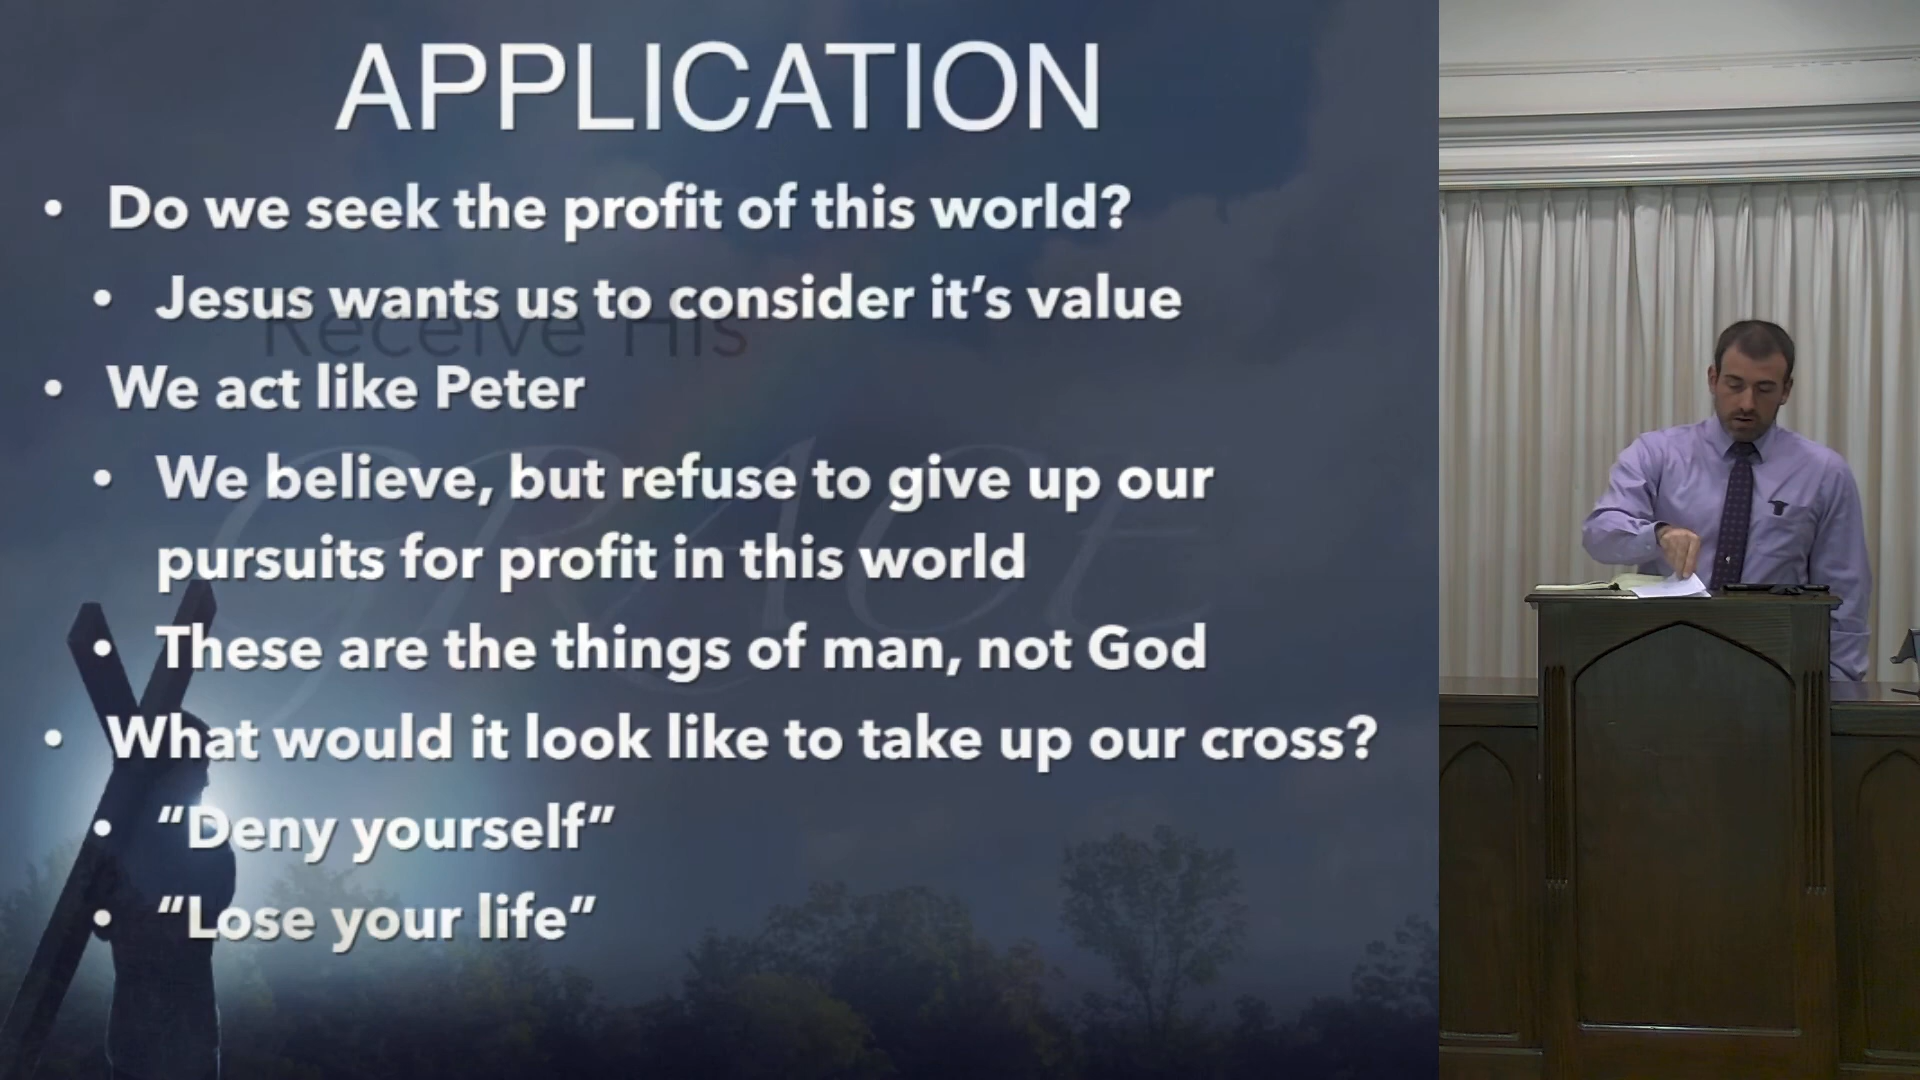 APPLICATION
• Do we seek the profit of this world?
• Jesus wants us to consider it’s value
Receive His
• We act like Peter
• We believe, but refuse to give up our
GRACE
pursuits for profit in this world
• These are the things of man, not God
• What would it look like to take up our cross?
• “Deny yourself”
• “Lose your life”